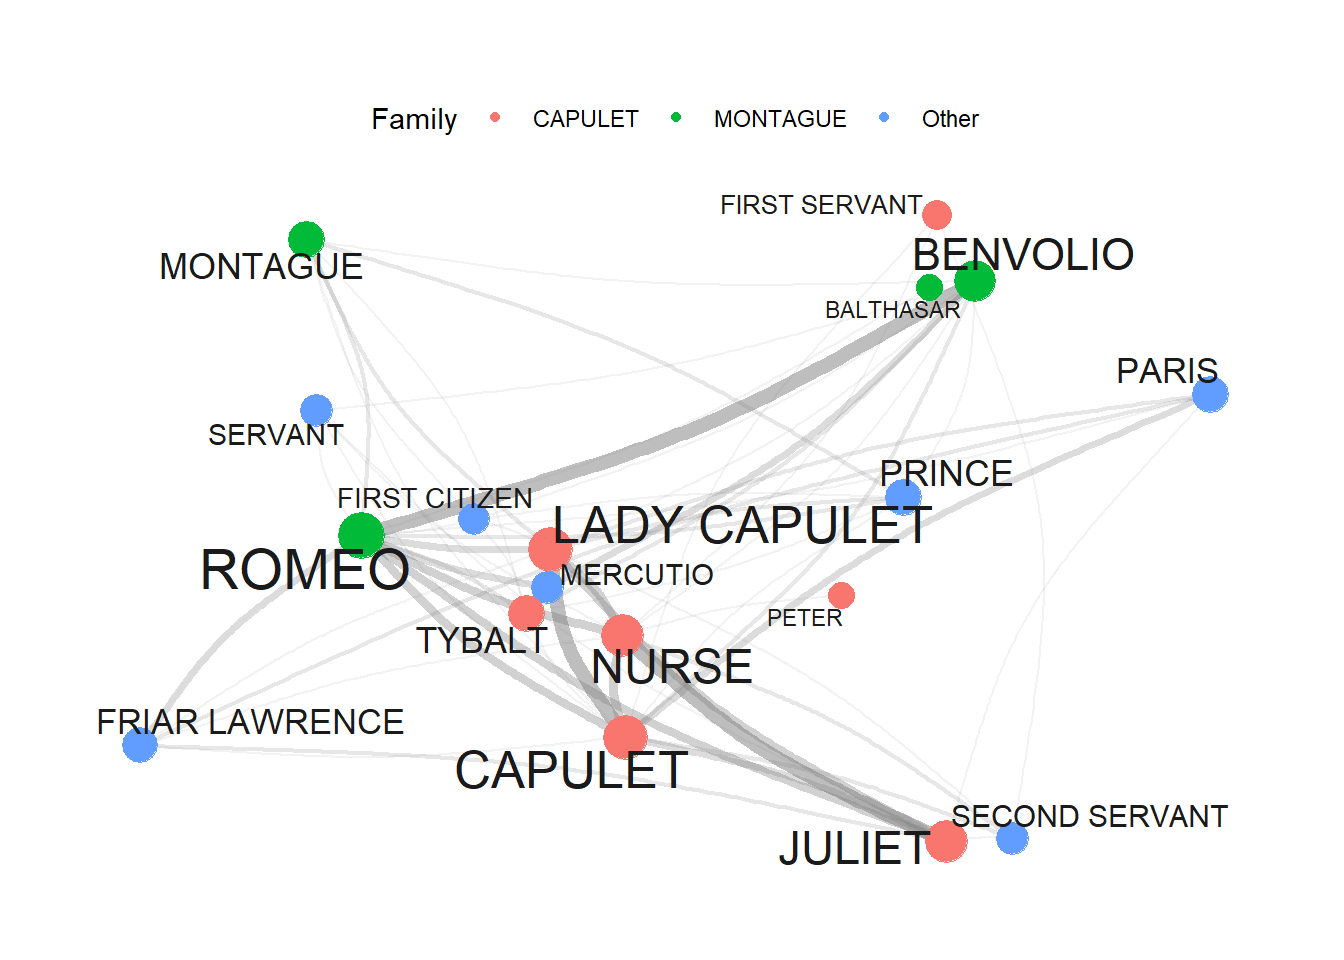 Family CAPULET MONTAGUE Other
FIRST SERVANT
BENVOLIO
MONTAGUE
BALTHASAR
PARIS
SERVANT
PRINCE
FIRST CITIZEN
LADY CAPULET
ROMEO
MERCUTIO
PETER
TYBALT
NURSE
FRIAR LAWRENCE
CAPULET
SECOND SERVANT
JULIET